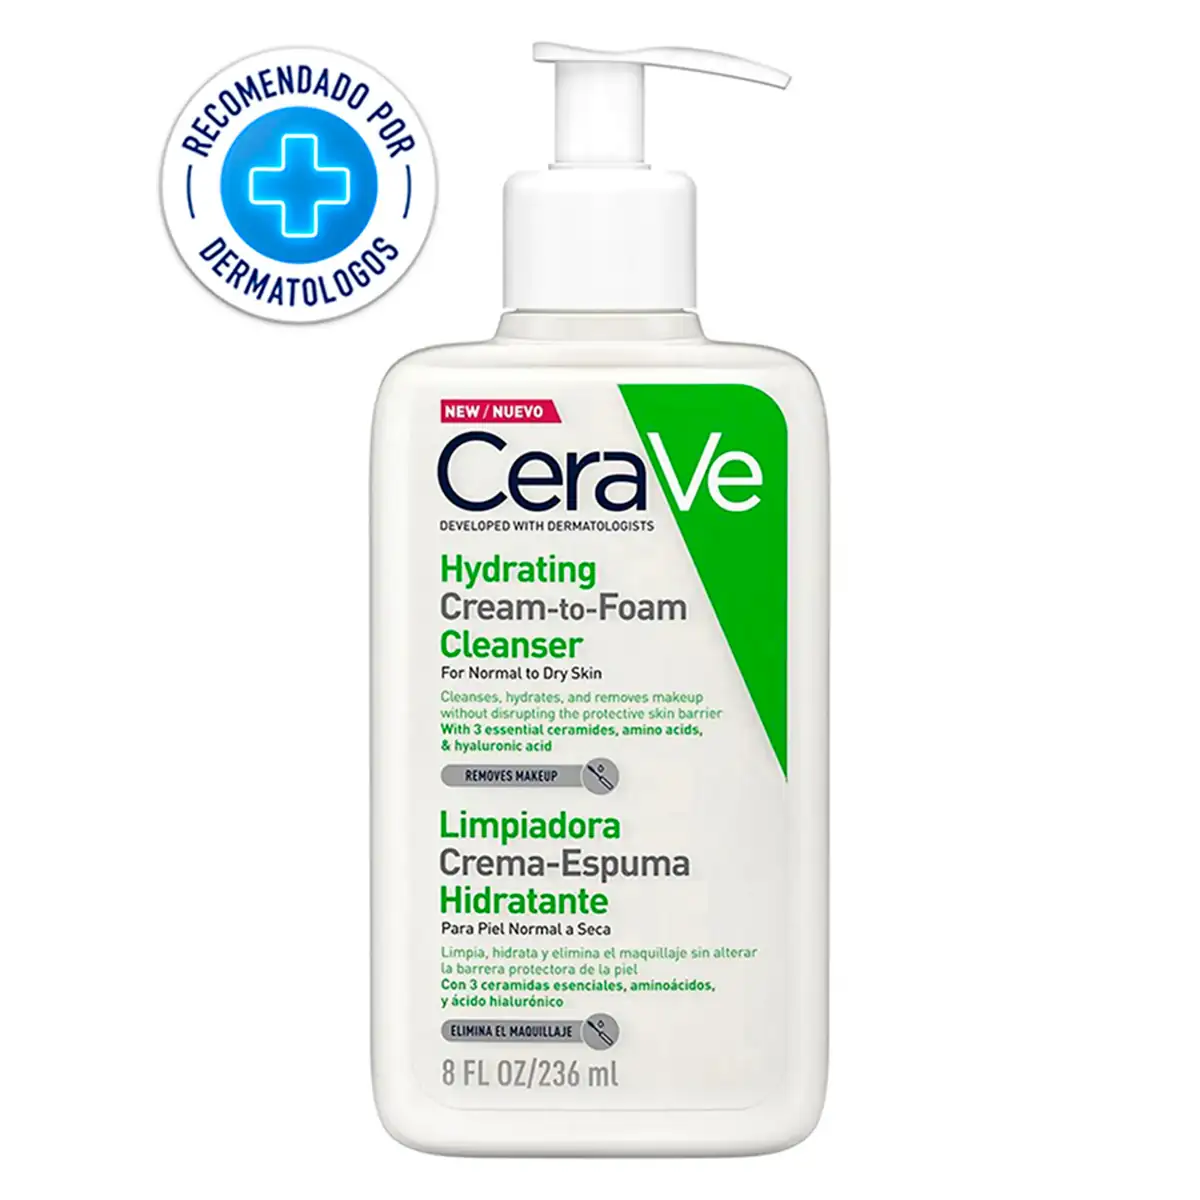 RECOMENDADO POR
DERMATOLOGOS
NEW / NUEVO
CeraVe
DEVELOPED WITH DERMATOLOGISTS
Hydrating
Cream-to-Foam
Cleanser
For Normal to Dry Skin
Cleanses, hydrates, and removes makeup
without disrupting the protective skin barrier
With 3 essential ceramides, amino acids,
& hyaluronic acid
REMOVES MAKEUP
Limpiadora
Crema-Espuma
Hidratante
Para Piel Normal a Seca
Limpia, hidrata y elimina el maquillaje sin alterar
la barrera protectora de la piel
Con 3 ceramidas esenciales, aminoácidos,
y ácido hialurónico
ELIMINA EL MAQUILLAJE
8 FL OZ/236 ml